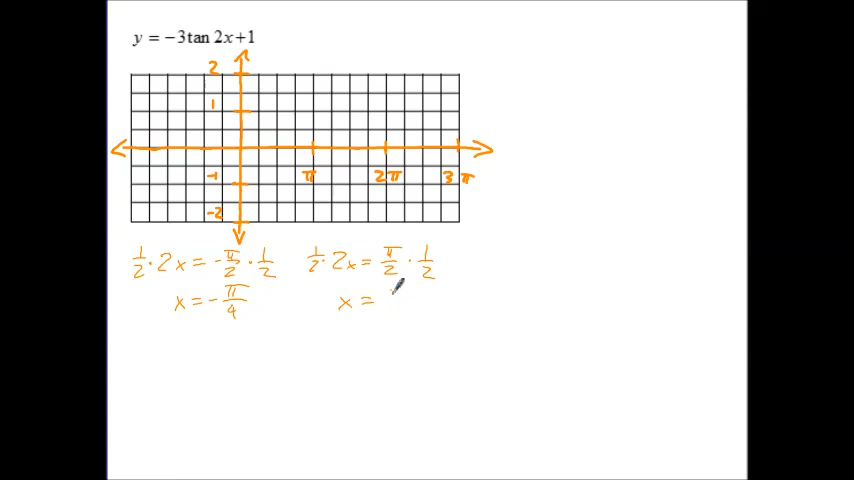 y = −3tan 2x+1
2
1
π 2π 3π
-1
-2
1/2 · 2x = -π/2 · 1/2 1/2 · 2x = π/2 · 1/2
x = -π/4 x =